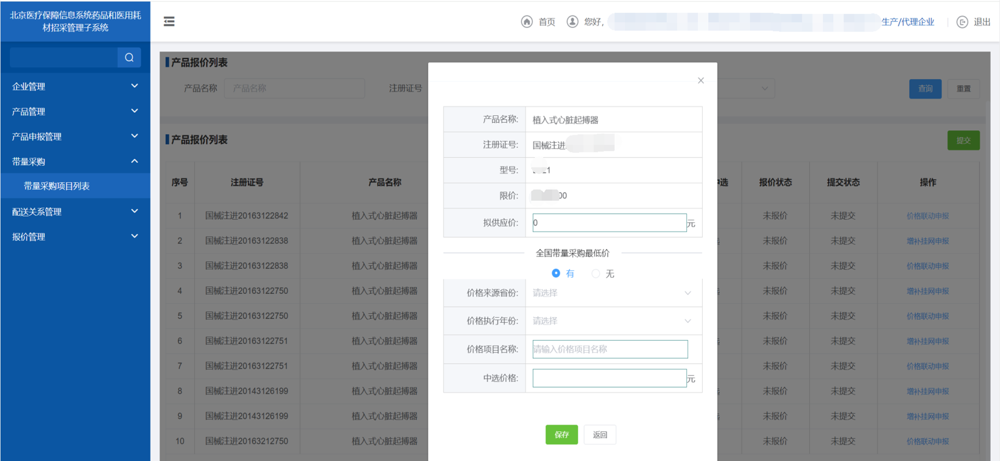 北京医疗保障信息系统药品和医用耗
材招采管理子系统
首页
您好,
生产/代理企业
退出
企业管理
产品管理
产品申报管理
带量采购
带量采购项目列表
配送关系管理
报价管理
产品报价列表
产品名称 产品名称 注册证号
查询 重置
产品报价列表
提交
序号 注册证号 产品名称 选 报价状态 提交状态 操作
1 国械注进20163122842 植入式心脏起搏器 未报价 未提交 价格联动申报
2 国械注进20163122838 植入式心脏起搏器 未报价 未提交 增补挂网申报
3 国械注进20163122838 植入式心脏起搏器 未报价 未提交 价格联动申报
4 国械注进20163122750 植入式心脏起搏器 未报价 未提交 增补挂网申报
5 国械注进20163122750 植入式心脏起搏器 未报价 未提交 价格联动申报
6 国械注进20163122751 植入式心脏起搏器 未报价 未提交 增补挂网申报
7 国械注进20163122751 植入式心脏起搏器 未报价 未提交 价格联动申报
8 国械注进20143126199 植入式心脏起搏器 未报价 未提交 增补挂网申报
9 国械注进20143126199 植入式心脏起搏器 未报价 未提交 增补挂网申报
10 国械注进20163212750 植入式心脏起搏器 未报价 未提交 价格联动申报
产品名称: 植入式心脏起搏器
注册证号: 国械注进
型号: 1
限价: 00
拟供应价: 0 元
全国带量采购最低价
有 无
价格来源省份: 请选择
价格执行年份: 请选择
价格项目名称: 请输入价格项目名称
中选价格: 元
保存 返回